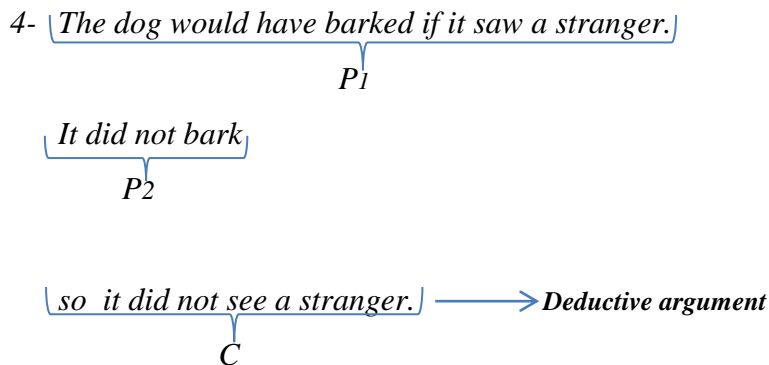 4- The dog would have barked if it saw a stranger.
P1
It did not bark
P2
so it did not see a stranger. Deductive argument
C